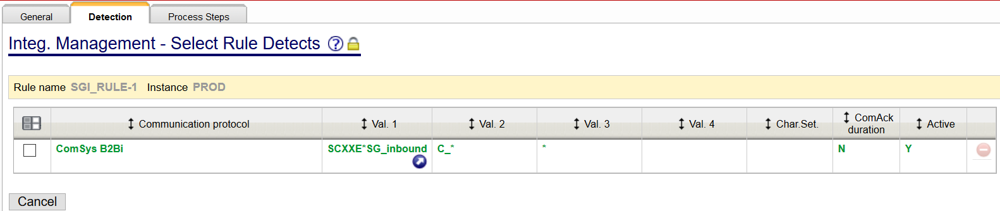 General Detection Process Steps
Integ. Management - Select Rule Detects ?
Rule name SGI_RULE-1 Instance PROD
Communication protocol Val. 1 Val. 2 Val. 3 Val. 4 Char.Set. ComAck duration Active
ComSys B2Bi SCXXE*SG_inbound C_* * N Y
Cancel